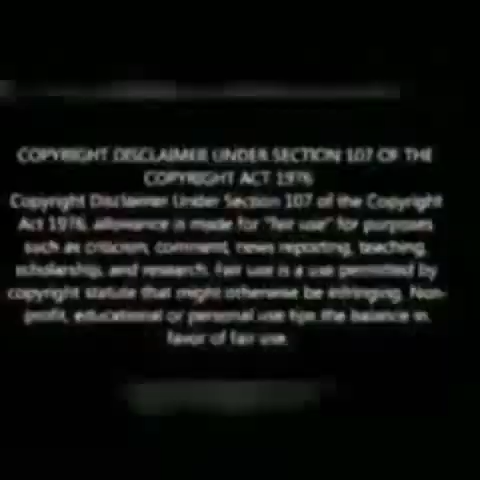 COPYRIGHT DISCLAIMER UNDER SECTION 107 OF THE
COPYRIGHT ACT 1976
Copyright Disclaimer Under Section 107 of the Copyright
Act 1976, allowance is made for "fair use" for purposes
such as criticism, comment, news reporting, teaching,
scholarship, and research. Fair use is a use permitted by
copyright statute that might otherwise be infringing. Non-
profit, educational or personal use tips the balance in
favor of fair use.